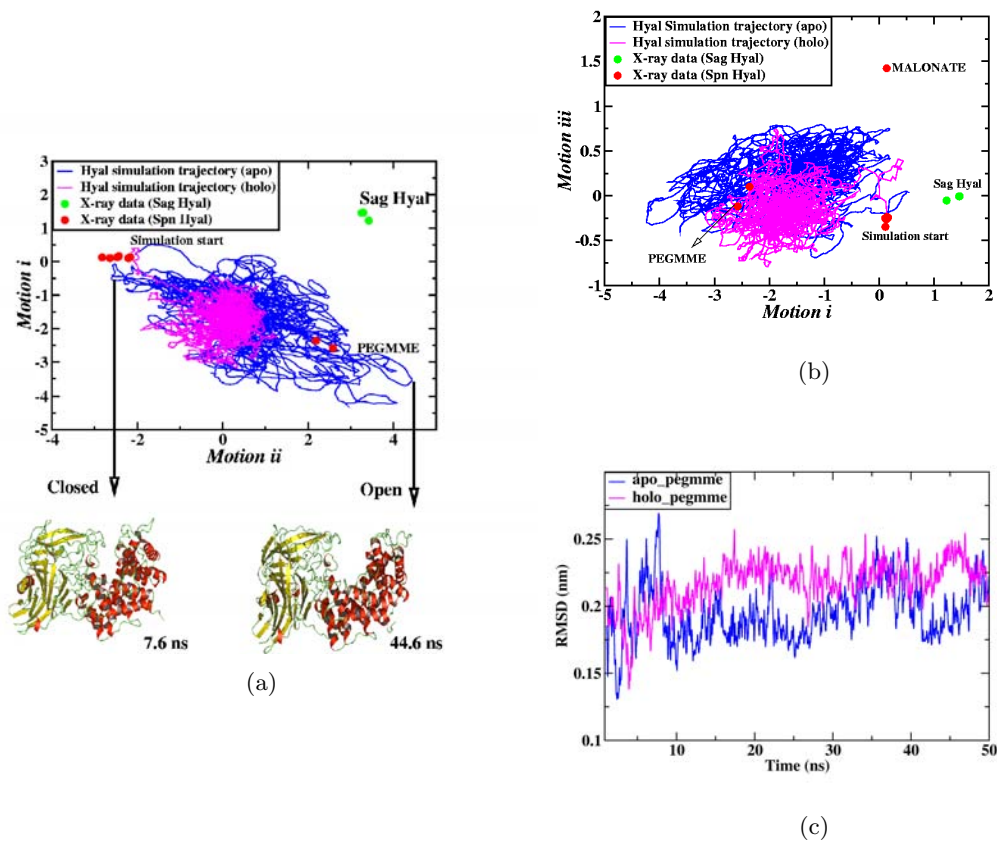 3
2
1
0
-1
-2
-3
-4
-5
Motion i
Hyal simulation trajectory (apo)
Hyal simulation trajectory (holo)
X-ray data (Sag Hyal)
X-ray data (Spn Hyal)
Sag Hyal
Simulation start
PEGMME
-4
-2
0
2
4
Motion ii
Closed
Open
7.6 ns
44.6 ns
(a)
2
1.5
1
0.5
0
-0.5
-1
Motion iii
Hyal Simulation trajectory (apo)
Hyal simulation trajectory (holo)
X-ray data (Sag Hyal)
X-ray data (Spn Hyal)
MALONATE
Sag Hyal
Simulation start
PEGMME
-5
-4
-3
-2
-1
0
1
2
Motion i
(b)
apo_pegmme
holo_pegmme
0.25
0.2
0.15
0.1
RMSD (nm)
10
20
30
40
50
Time (ns)
(c)